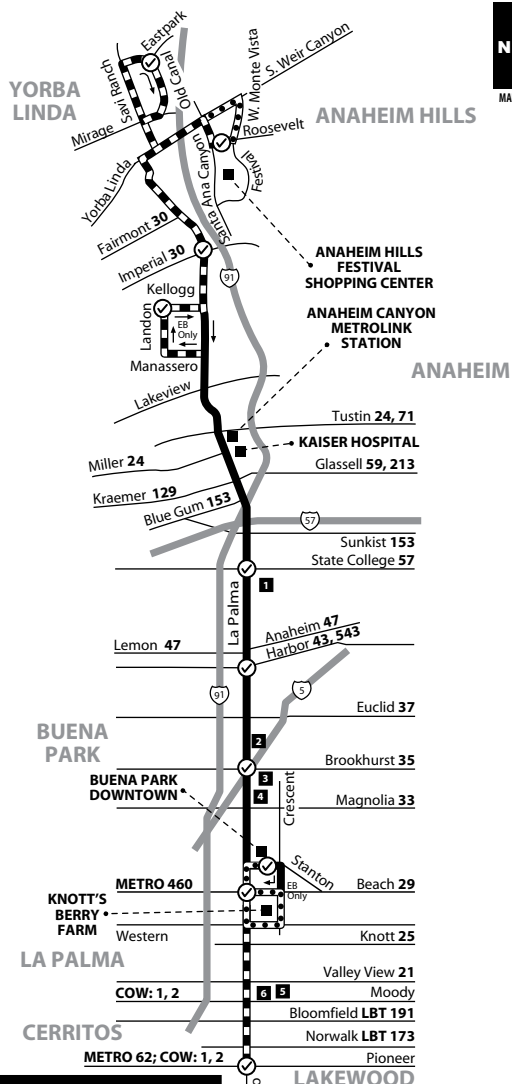 Eastpark
N
MA
Savi Ranch
Old Canal
W. Monte Vista
S. Weir Canyon
YORBA
LINDA
ANAHEIM HILLS
Mirage
Roosevelt
Yorba Linda
Santa Ana Canyon
Festival
Fairmont 30
Imperial 30
ANAHEIM HILLS
FESTIVAL
SHOPPING CENTER
91
Kellogg
Landon
EB
Only
Manassero
ANAHEIM CANYON
METROLINK
STATION
ANAHEIM
Lakeview
Tustin 24, 71
KAISER HOSPITAL
Miller 24
Glassell 59, 213
Kraemer 129
Blue Gum 153
57
Sunkist 153
State College 57
1
La Palma
Anaheim 47
Lemon 47
Harbor 43, 543
91
5
Euclid 37
BUENA
PARK
2
Brookhurst 35
BUENA PARK
DOWNTOWN
3
4
Crescent
Magnolia 33
Stanton
METRO 460
EB
Only
Beach 29
KNOTT'S
BERRY
FARM
Western
Knott 25
LA PALMA
Valley View 21
COW: 1, 2
6
5
Moody
Bloomfield LBT 191
CERRITOS
Norwalk LBT 173
METRO 62; COW: 1, 2
Pioneer
LAKEWOOD